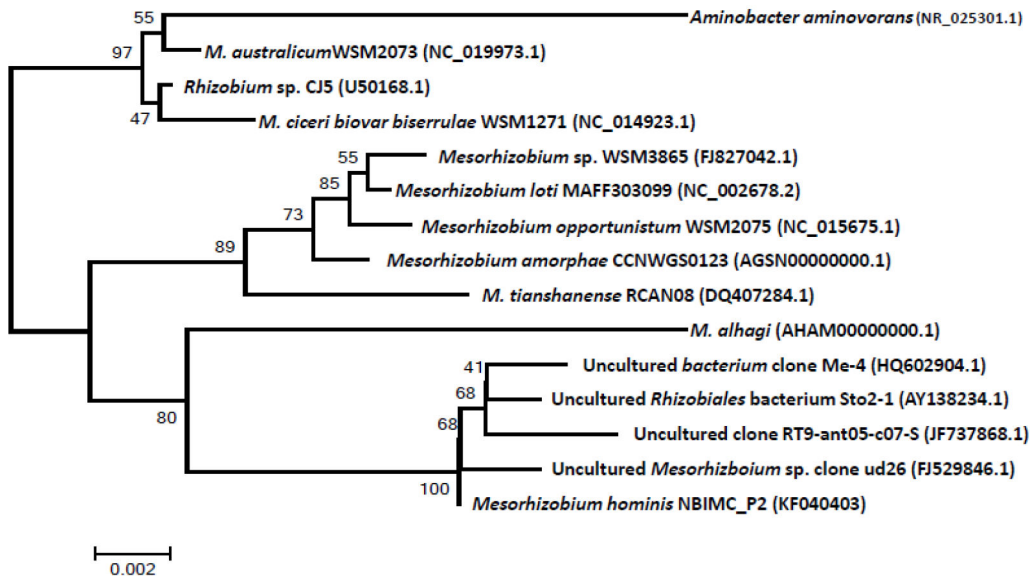 55
Aminobacter aminovorans (NR_025301.1)
97
M. australicumWSM2073 (NC_019973.1)
Rhizobium sp. CJ5 (U50168.1)
47
M. ciceri biovar biserrulae WSM1271 (NC_014923.1)
55
Mesorhizobium sp. WSM3865 (FJ827042.1)
85
Mesorhizobium loti MAFF303099 (NC_002678.2)
73
Mesorhizobium opportunistum WSM2075 (NC_015675.1)
89
Mesorhizobium amorphae CCNWGS0123 (AGSN00000000.1)
M. tianshanense RCAN08 (DQ407284.1)
M. alhagi (AHAM00000000.1)
41
Uncultured bacterium clone Me-4 (HQ602904.1)
68
Uncultured Rhizobiales bacterium Sto2-1 (AY138234.1)
80
68
Uncultured clone RT9-ant05-c07-S (JF737868.1)
Uncultured Mesorhizboium sp. clone ud26 (FJ529846.1)
100
Mesorhizobium hominis NBIMC_P2 (KF040403)
0.002